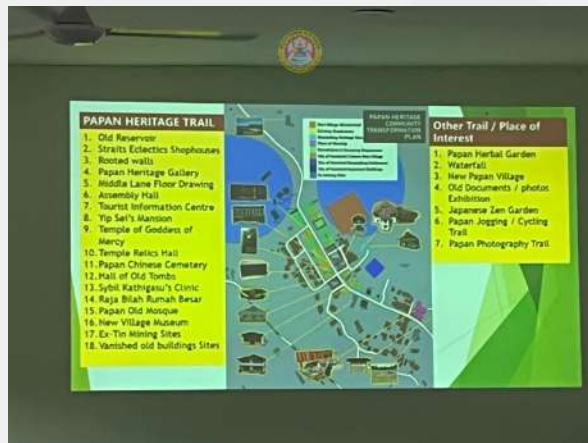 PAPAN HERITAGE TRAIL
1. Old Reservoir
2. Straits Eclectics Shophouses
3. Rooted walls
4. Papan Heritage Gallery
5. Middle Lane Floor Drawing
6. Assembly Hall
7. Tourist Information Centre
8. Yip Sei's Mansion
9. Temple of Goddess of
Mercy
10. Temple Relics Hall
11. Papan Chinese Cemetery
12. Hall of Old Tombs
13. Sybil Kathigasu's Clinic
14. Raja Bilah Rumah Besar
15. Papan Old Mosque
16. New Village Museum
17. Ex-Tin Mining Sites
18. Vanished old buildings Sites
PAPAN HERITAGE
COMMUNITY
TRANSFORMATION
PLAN
Other Trail / Place of
Interest
1. Papan Herbal Garden
2. Waterfall
3. New Papan Village
4. Old Documents / photos
Exhibition
5. Japanese Zen Garden
6. Papan Jogging / Cycling
Trail
7. Papan Photography Trail